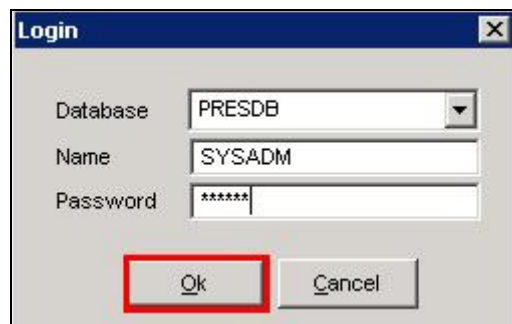 Login
Database PRESDB
Name SYSADM
Password ******
Ok Cancel